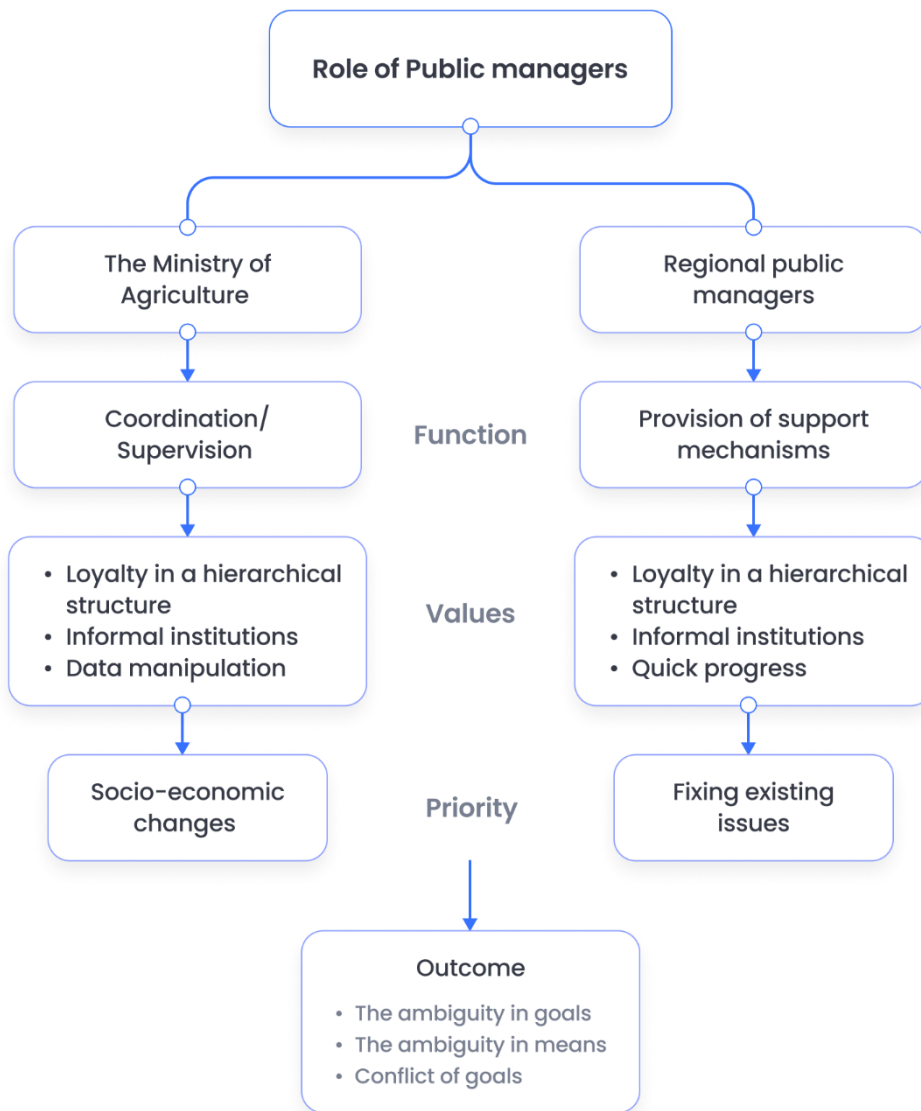 Role of Public managers
The Ministry of
Agriculture
Regional public
managers
Coordination/
Supervision
Function
Provision of support
mechanisms
• Loyalty in a hierarchical
structure
• Informal institutions
• Data manipulation
Values
• Loyalty in a hierarchical
structure
• Informal institutions
• Quick progress
Socio-economic
changes
Priority
Fixing existing
issues
Outcome
• The ambiguity in goals
• The ambiguity in means
• Conflict of goals